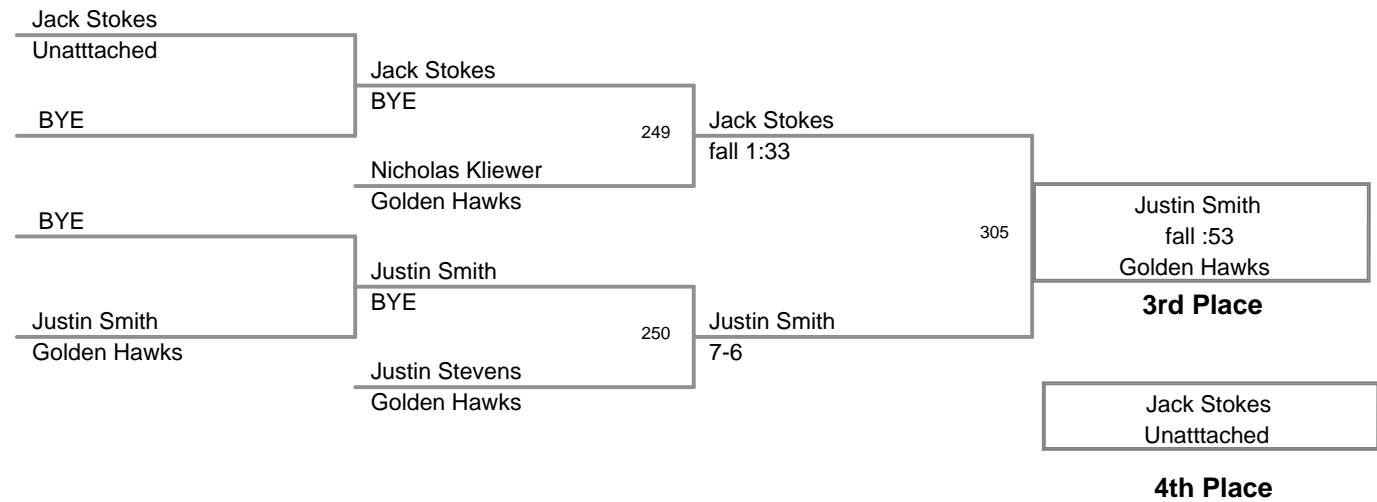 Jack Stokes
Unatttached
BYE
BYE
Justin Smith
Golden Hawks
Jack Stokes
BYE
249
Nicholas Kliewer
Golden Hawks
Justin Smith
BYE
250
Justin Stevens
Golden Hawks
Jack Stokes
fall 1:33
305
Justin Smith
7-6
Justin Smith
fall :53
Golden Hawks
3rd Place
Jack Stokes
Unatttached
4th Place